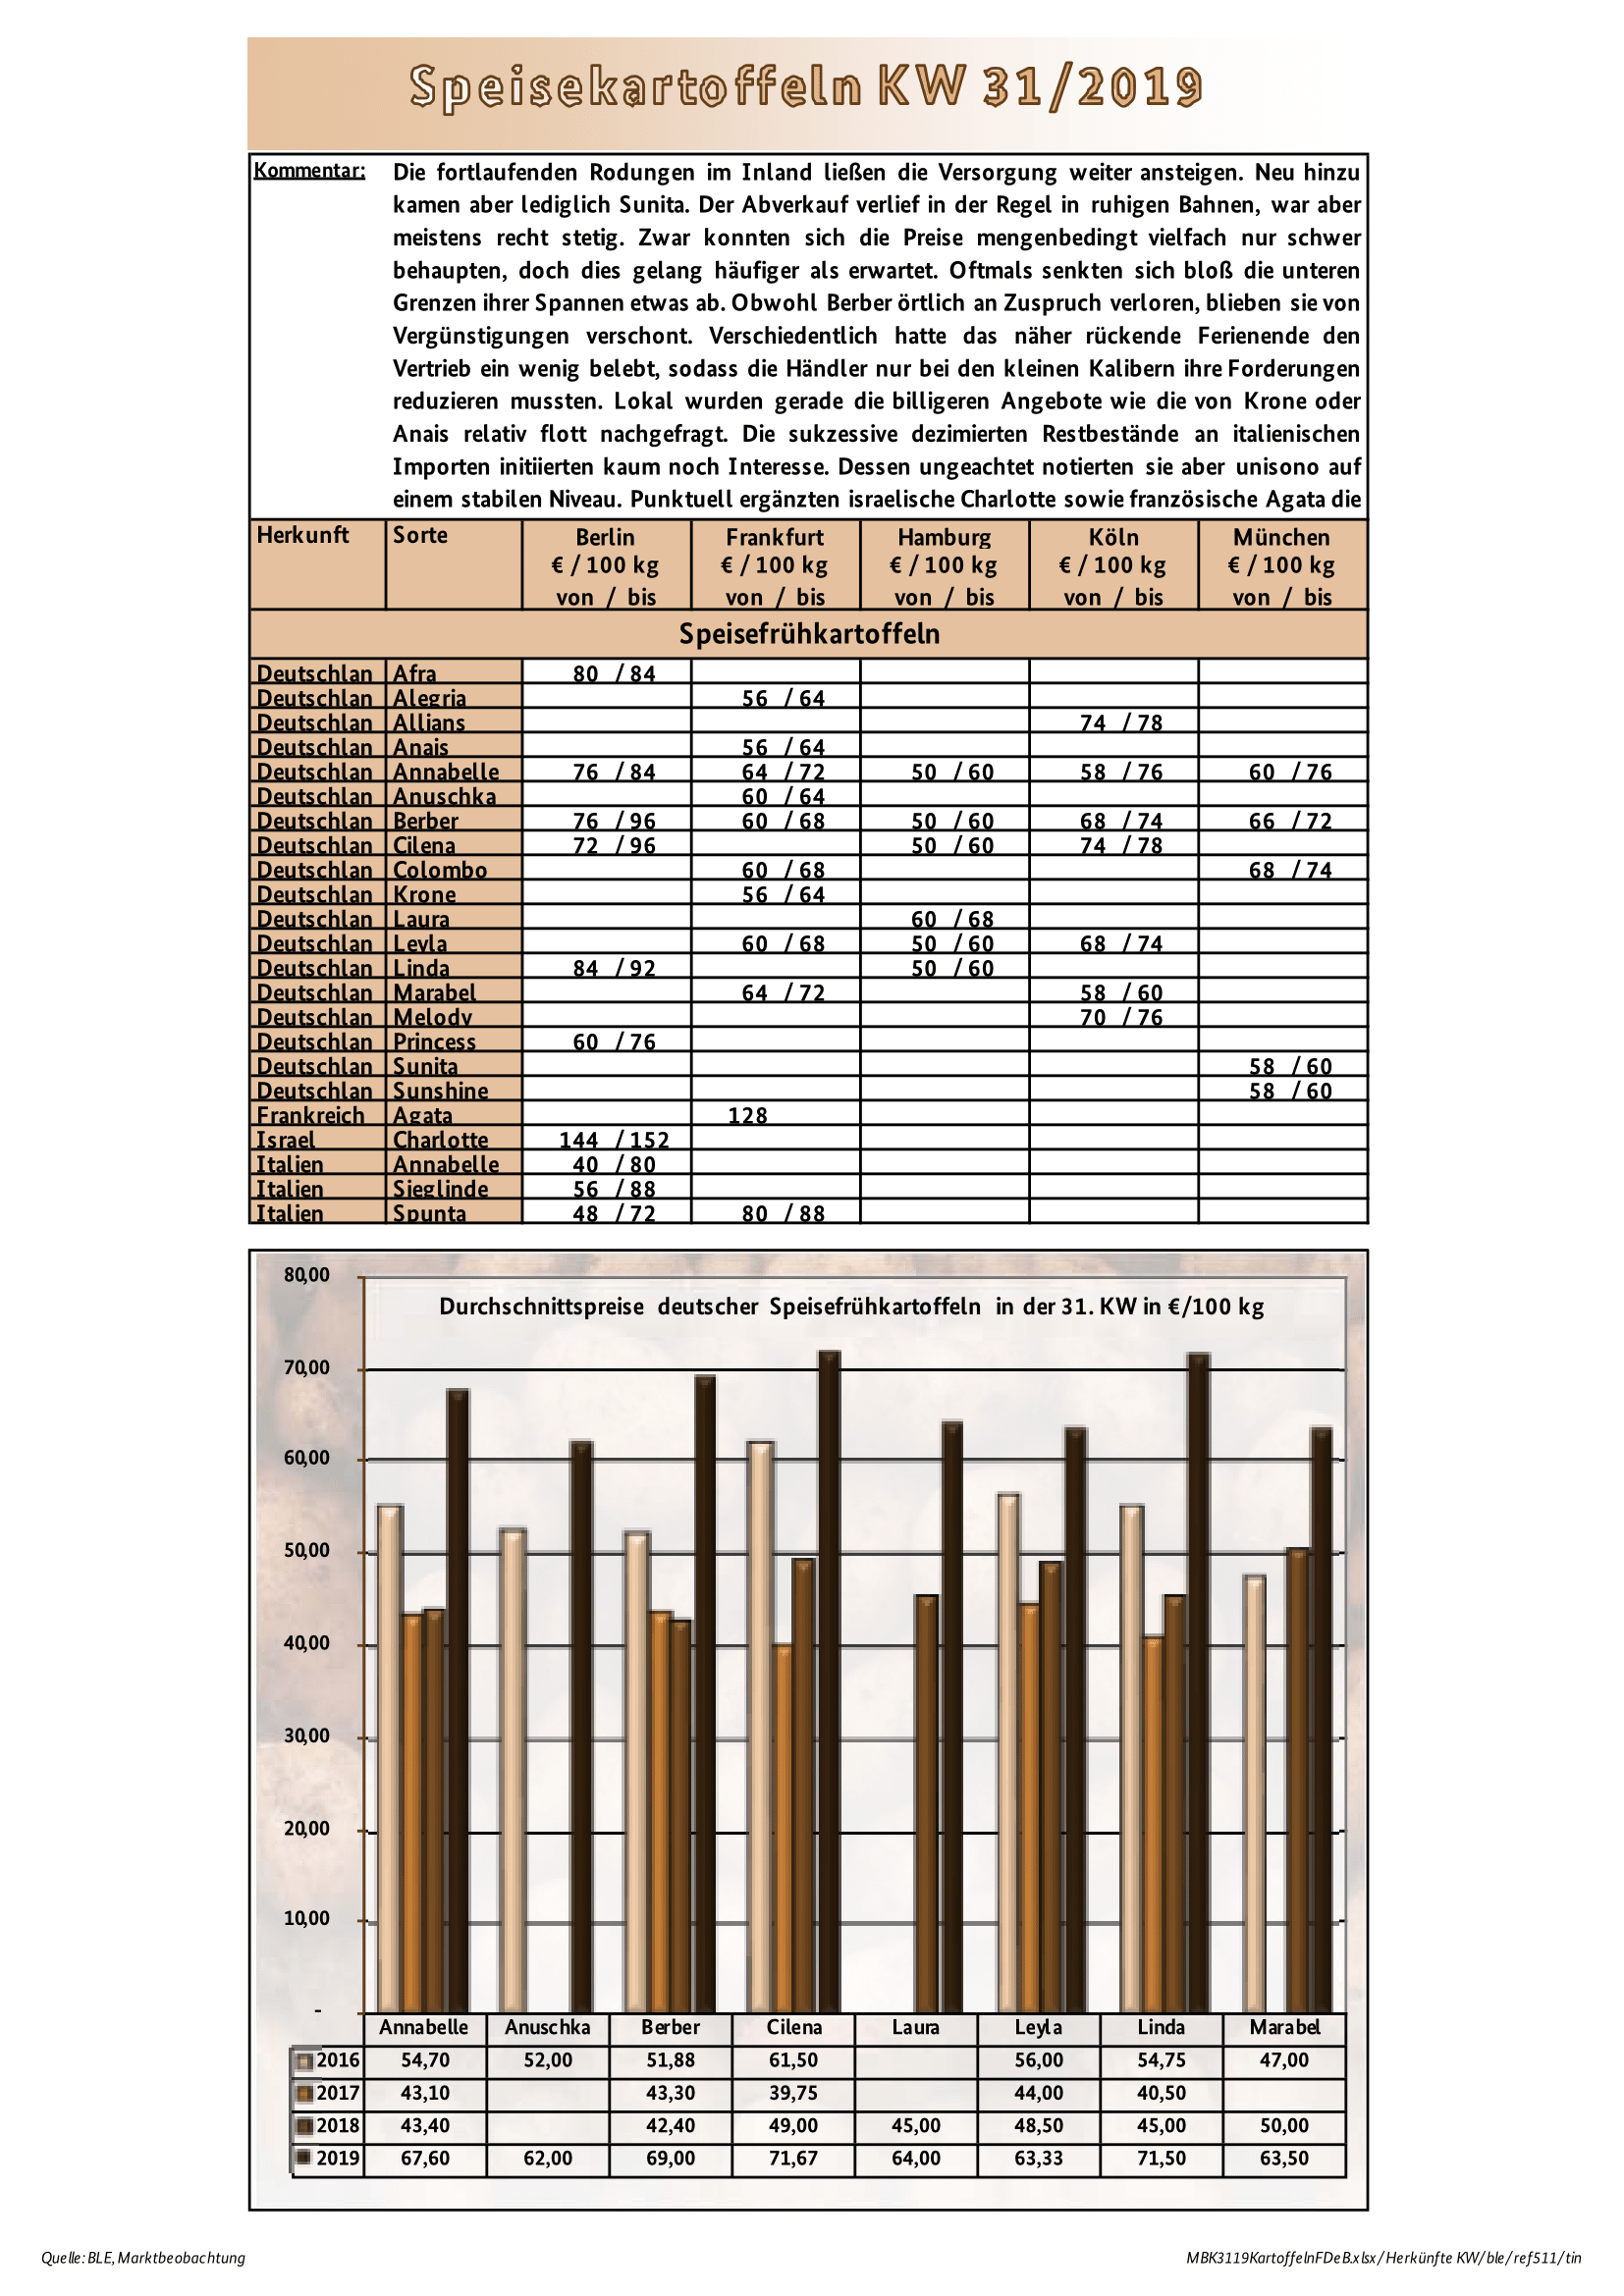 Speisekartoffeln KW 31/2019
Kommentar: Die fortlaufenden Rodungen im Inland ließen die Versorgung weiter ansteigen. Neu hinzu
kamen aber lediglich Sunita. Der Abverkauf verlief in der Regel in ruhigen Bahnen, war aber
meistens recht stetig. Zwar konnten sich die Preise mengenbedingt vielfach nur schwer
behaupten, doch dies gelang häufiger als erwartet. Oftmals senkten sich bloß die unteren
Grenzen ihrer Spannen etwas ab. Obwohl Berber örtlich an Zuspruch verloren, blieben sie von
Vergünstigungen verschont. Verschiedentlich hatte das näher rückende Ferienende den
Vertrieb ein wenig belebt, sodass die Händler nur bei den kleinen Kalibern ihre Forderungen
reduzieren mussten. Lokal wurden gerade die billigeren Angebote wie die von Krone oder
Anais relativ flott nachgefragt. Die sukzessive dezimierten Restbestände an italienischen
Importen initiierten kaum noch Interesse. Dessen ungeachtet notierten sie aber unisono auf
einem stabilen Niveau. Punktuell ergänzten israelische Charlotte sowie französische Agata die
Herkunft Sorte Berlin Frankfurt Hamburg Köln München
€ / 100 kg € / 100 kg € / 100 kg € / 100 kg € / 100 kg
von / bis von / bis von / bis von / bis von / bis
Speisefrühkartoffeln
Deutschlan Afra 80 / 84
Deutschlan Alegria 56 / 64
Deutschlan Allians 74 / 78
Deutschlan Anais 56 / 64
Deutschlan Annabelle 76 / 84 64 / 72 50 / 60 58 / 76 60 / 76
Deutschlan Anuschka 60 / 64
Deutschlan Berber 76 / 96 60 / 68 50 / 60 68 / 74 66 / 72
Deutschlan Cilena 72 / 96 50 / 60 74 / 78
Deutschlan Colombo 60 / 68 68 / 74
Deutschlan Krone 56 / 64
Deutschlan Laura 60 / 68
Deutschlan Leyla 60 / 68 50 / 60 68 / 74
Deutschlan Linda 84 / 92 50 / 60
Deutschlan Marabel 64 / 72 58 / 60
Deutschlan Melody 70 / 76
Deutschlan Princess 60 / 76
Deutschlan Sunita 58 / 60
Deutschlan Sunshine 58 / 60
Frankreich Agata 128
Israel Charlotte 144 / 152
Italien Annabelle 40 / 80
Italien Sieglinde 56 / 88
Italien Spunta 48 / 72 80 / 88
Durchschnittspreise deutscher Speisefrühkartoffeln in der 31. KW in €/100 kg
80,00
70,00
60,00
50,00
40,00
30,00
20,00
10,00
-
Annabelle Anuschka Berber Cilena Laura Leyla Linda Marabel
2016 54,70 52,00 51,88 61,50 56,00 54,75 47,00
2017 43,10 43,30 39,75 44,00 40,50
2018 43,40 42,40 49,00 45,00 48,50 45,00 50,00
2019 67,60 62,00 69,00 71,67 64,00 63,33 71,50 63,50
Quelle: BLE, Marktbeobachtung MBK3119KartoffelnFDeB.xlsx/Herkünfte KW/ble/ref511/tin